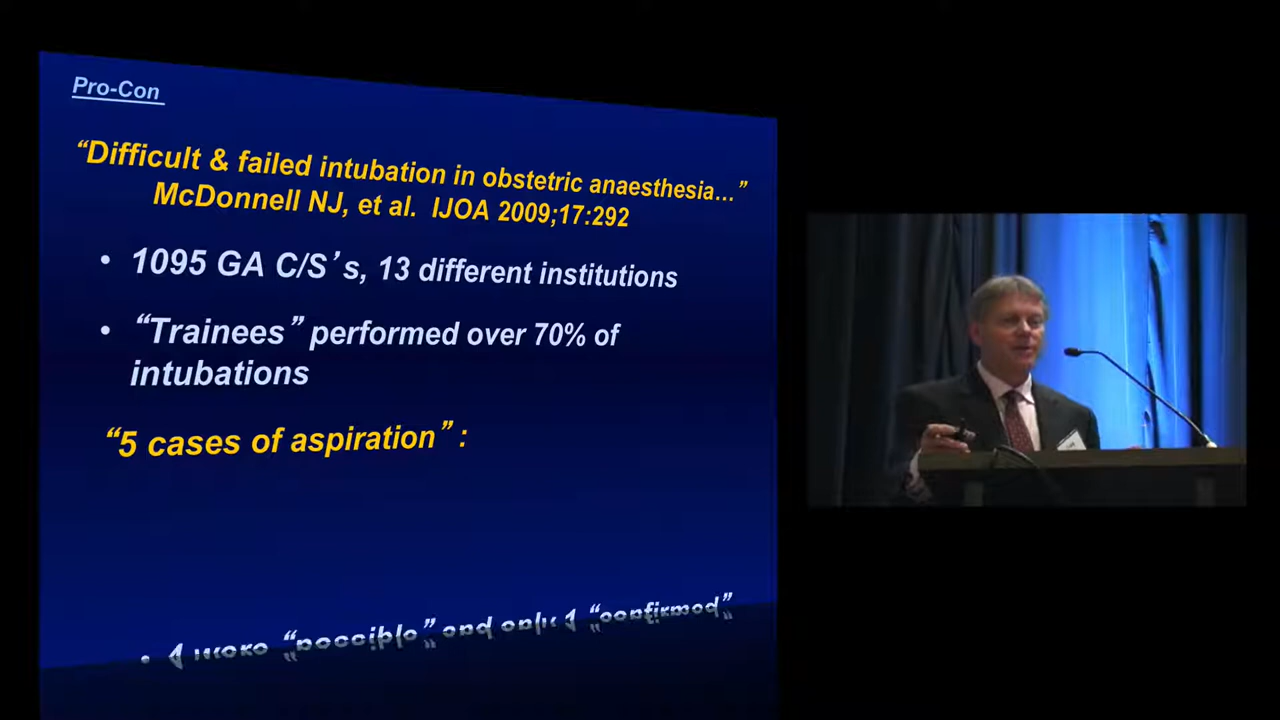 Pro-Con
“Difficult & failed intubation in obstetric anaesthesia...”
McDonnell NJ, et al. IJOA 2009;17:292
• 1095 GA C/S’s, 13 different institutions
• “Trainees” performed over 70% of
intubations
“5 cases of aspiration”:
• 4 were “possible” and only 1 “confirmed”